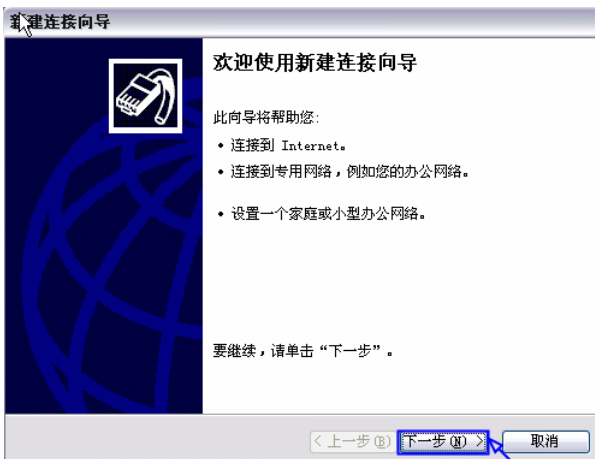 新建连接向导
欢迎使用新建连接向导
此向导将帮助您:
• 连接到 Internet。
• 连接到专用网络，例如您的办公网络。
• 设置一个家庭或小型办公网络。
要继续，请单击“下一步”。
< 上一步(B) 下一步(N) > 取消